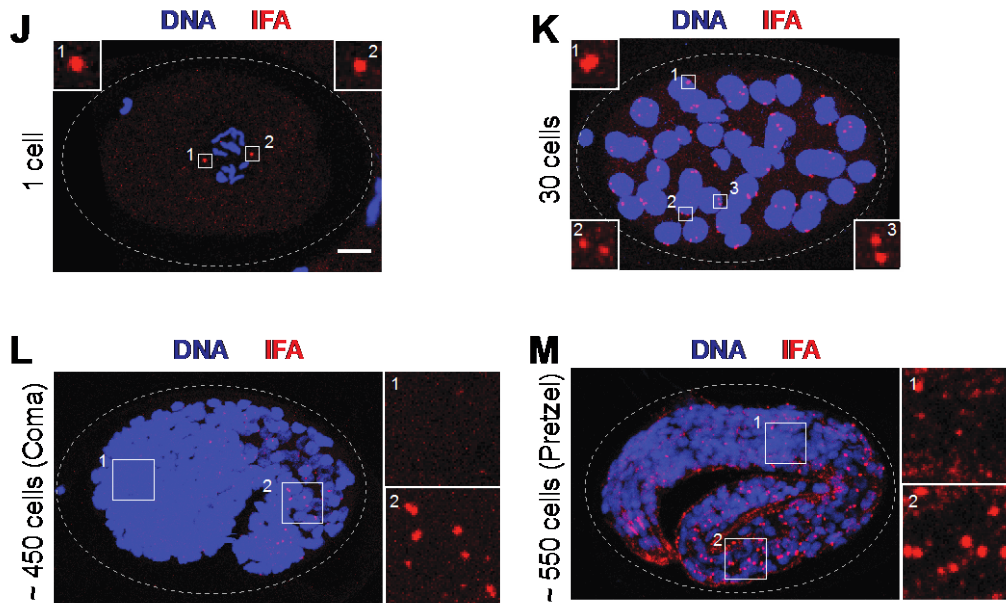 J DNA IFA
1 2
1 cell
1 2
K DNA IFA
1
30 cells
1
2 3
2 3
L DNA IFA
~ 450 cells (Coma)
1 1
2 2
M DNA IFA
~ 550 cells (Pretzel)
1 1
2 2